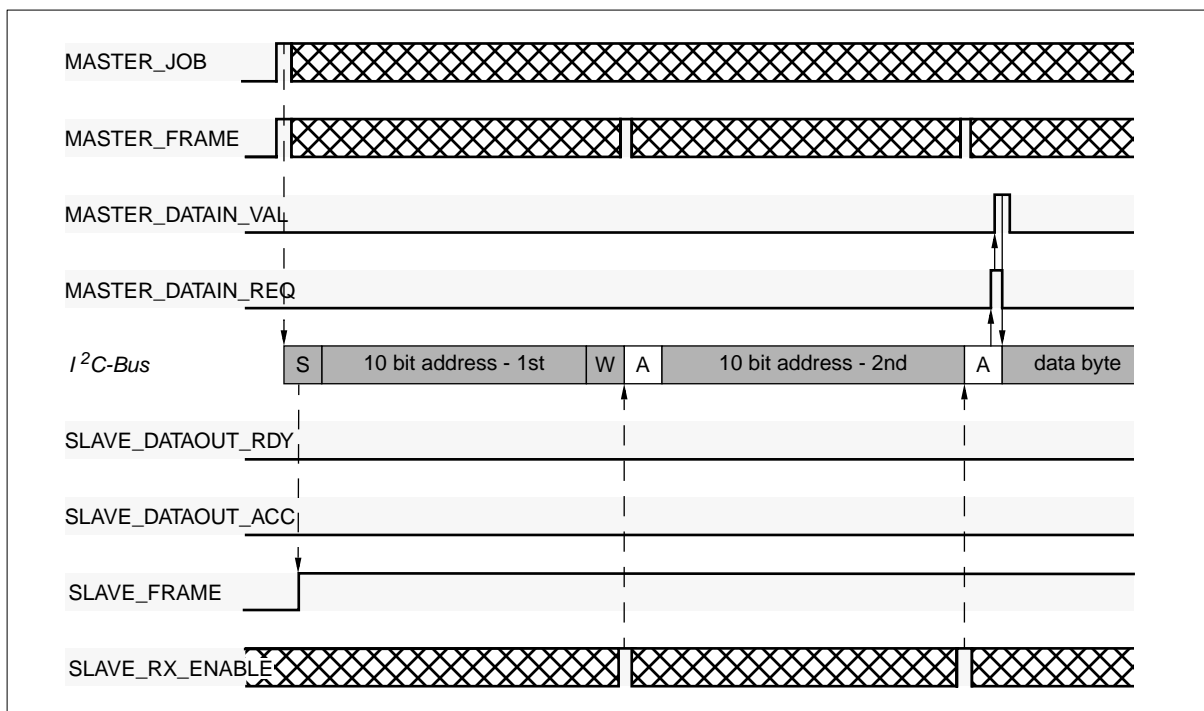 MASTER_JOB
MASTER_FRAME
MASTER_DATAIN_VAL
MASTER_DATAIN_REQ
I²C-Bus S 10 bit address - 1st W A 10 bit address - 2nd A data byte
SLAVE_DATAOUT_RDY
SLAVE_DATAOUT_ACC
SLAVE_FRAME
SLAVE_RX_ENABLE